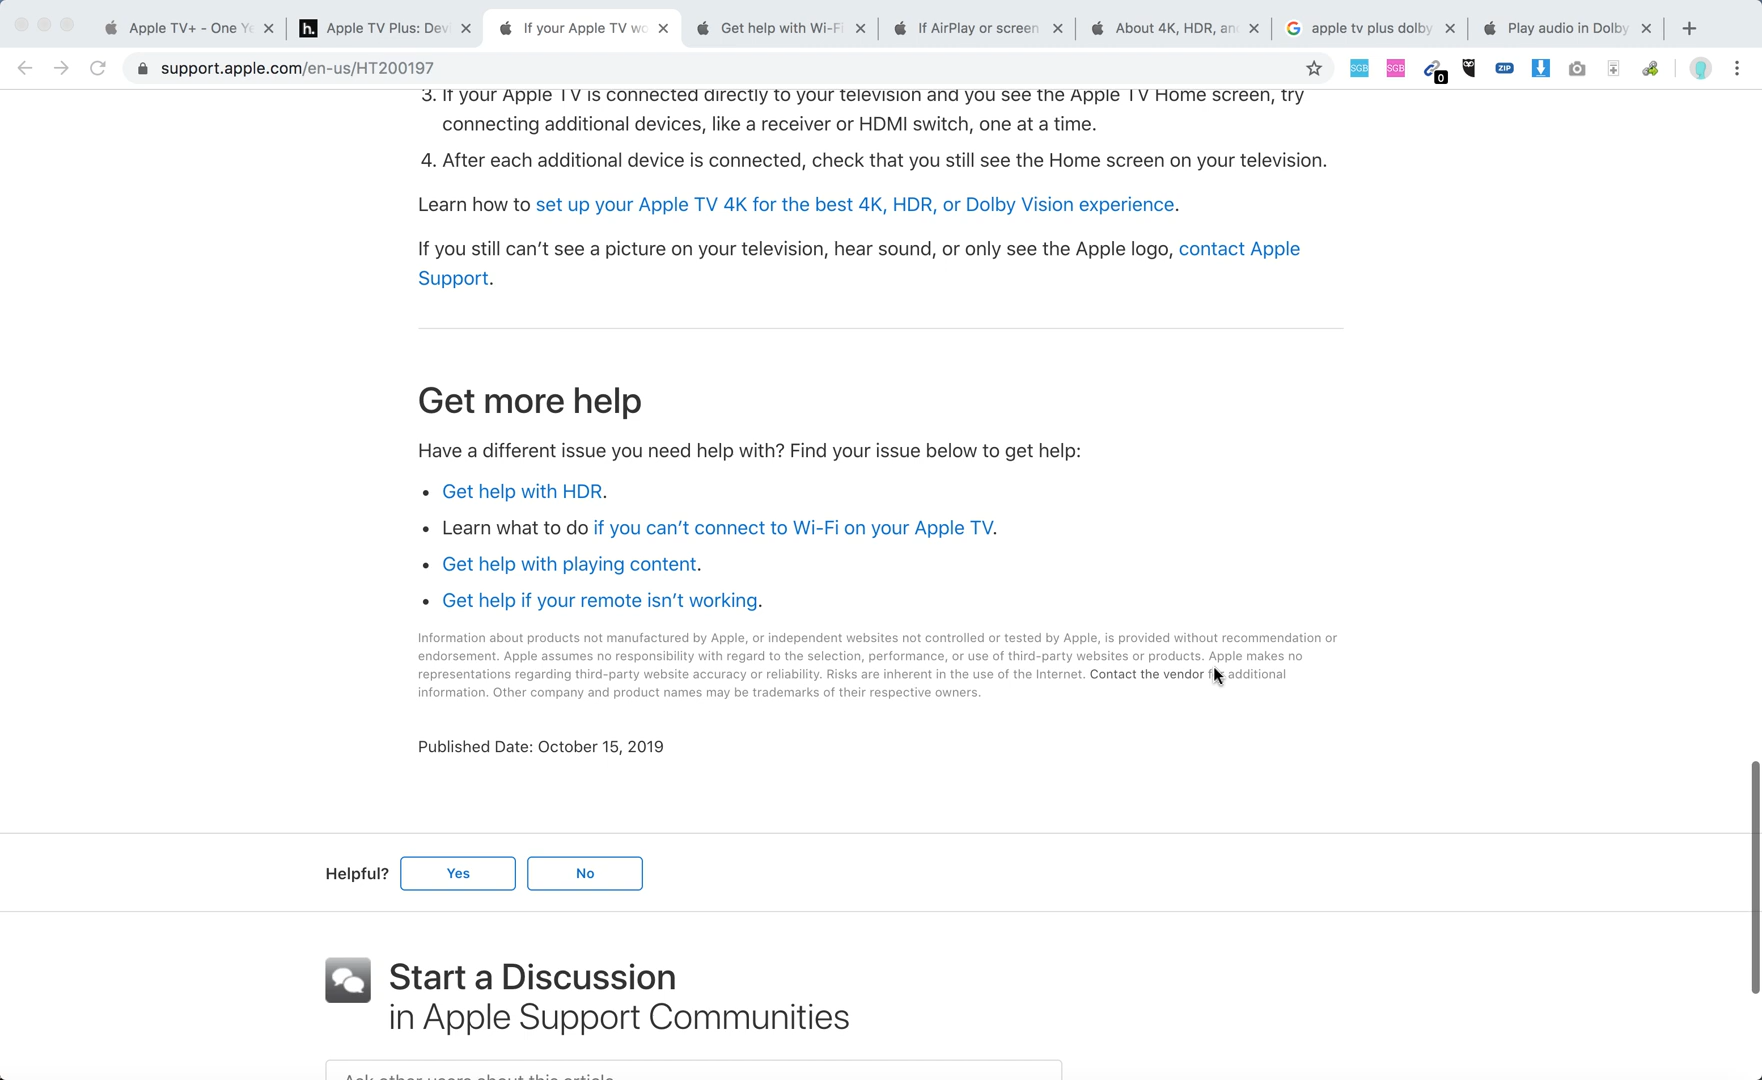 Apple TV+ - One Ye
Apple TV Plus: Devi
If your Apple TV wo
Get help with Wi-Fi
If AirPlay or screen
About 4K, HDR, and
apple tv plus dolby
Play audio in Dolby
support.apple.com/en-us/HT200197
SGB
SGB
0
ZIP
3. If your Apple TV is connected directly to your television and you see the Apple TV Home screen, try
connecting additional devices, like a receiver or HDMI switch, one at a time.
4. After each additional device is connected, check that you still see the Home screen on your television.
Learn how to set up your Apple TV 4K for the best 4K, HDR, or Dolby Vision experience.
If you still can’t see a picture on your television, hear sound, or only see the Apple logo, contact Apple
Support.
Get more help
Have a different issue you need help with? Find your issue below to get help:
• Get help with HDR.
• Learn what to do if you can’t connect to Wi-Fi on your Apple TV.
• Get help with playing content.
• Get help if your remote isn’t working.
Information about products not manufactured by Apple, or independent websites not controlled or tested by Apple, is provided without recommendation or
endorsement. Apple assumes no responsibility with regard to the selection, performance, or use of third-party websites or products. Apple makes no
representations regarding third-party website accuracy or reliability. Risks are inherent in the use of the Internet. Contact the vendor for additional
information. Other company and product names may be trademarks of their respective owners.
Published Date: October 15, 2019
Helpful?
Yes
No
Start a Discussion
in Apple Support Communities
Ask other users about this article